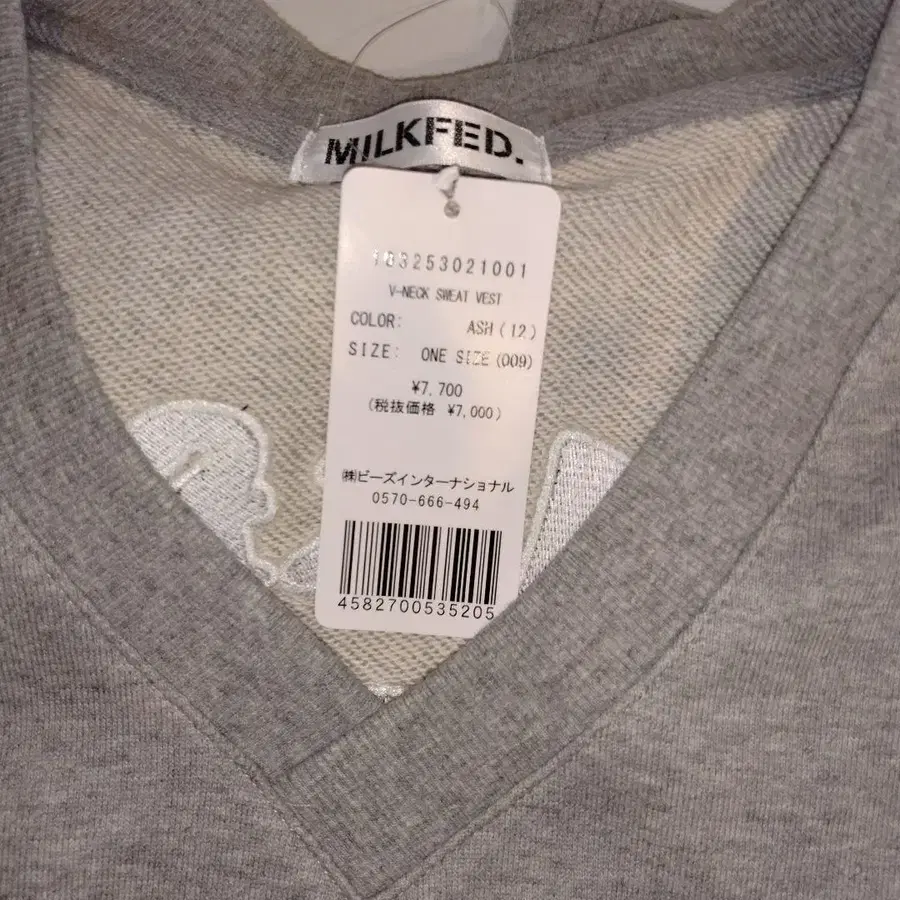 MILKFED.
103253021001
V-NECK SWEAT VEST
COLOR: ASH(12)
SIZE: ONE SIZE(009)
¥7,700
(税抜価格 ¥7,000)
㈱ビーズインターナショナル
0570-666-494
4582700535205